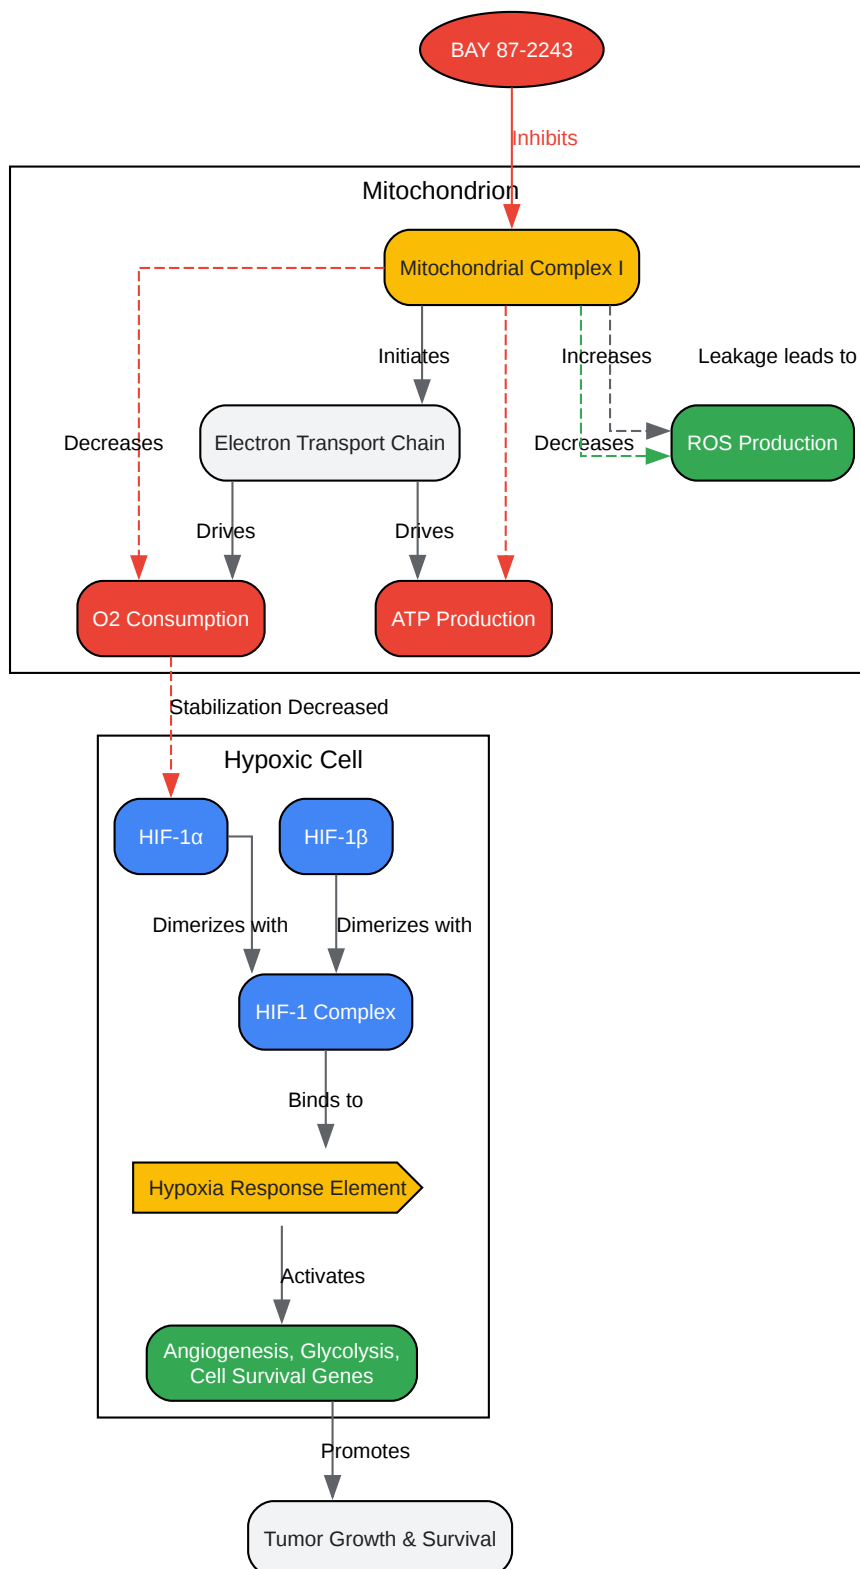 BAY 87-2243
Inhibits
Mitochondrion
Mitochondrial Complex I
Initiates
Increases
Leakage leads to
Decreases
Electron Transport Chain
Decreases
ROS Production
Drives
Drives
O2 Consumption
ATP Production
Stabilization Decreased
Hypoxic Cell
HIF-1α
HIF-1β
Dimerizes with
Dimerizes with
HIF-1 Complex
Binds to
Hypoxia Response Element
Activates
Angiogenesis, Glycolysis,
Cell Survival Genes
Promotes
Tumor Growth & Survival